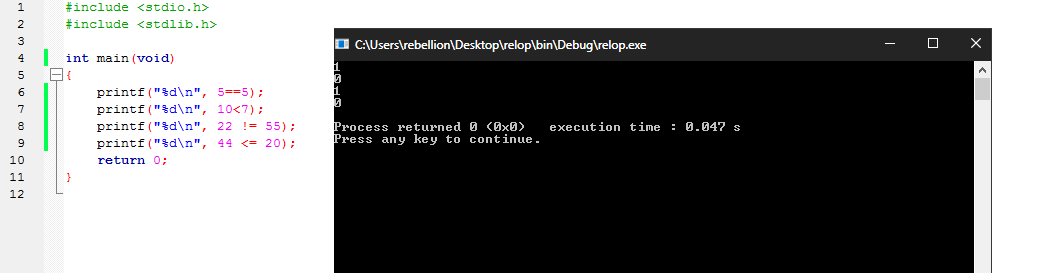 1 #include <stdio.h>
2 #include <stdlib.h>
3
4 int main(void)
5 {
6 printf("%d\n", 5==5);
7 printf("%d\n", 10<7);
8 printf("%d\n", 22 != 55);
9 printf("%d\n", 44 <= 20);
10 return 0;
11 }
12
C:\Users\rebellion\Desktop\relop\bin\Debug\relop.exe
1
0
1
0
Process returned 0 (0x0)   execution time : 0.047 s
Press any key to continue.